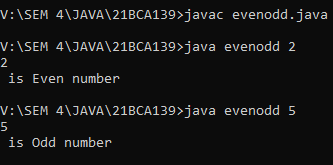 V:\SEM 4\JAVA\21BCA139>javac evenodd.java
V:\SEM 4\JAVA\21BCA139>java evenodd 2
2
is Even number
V:\SEM 4\JAVA\21BCA139>java evenodd 5
5
is Odd number